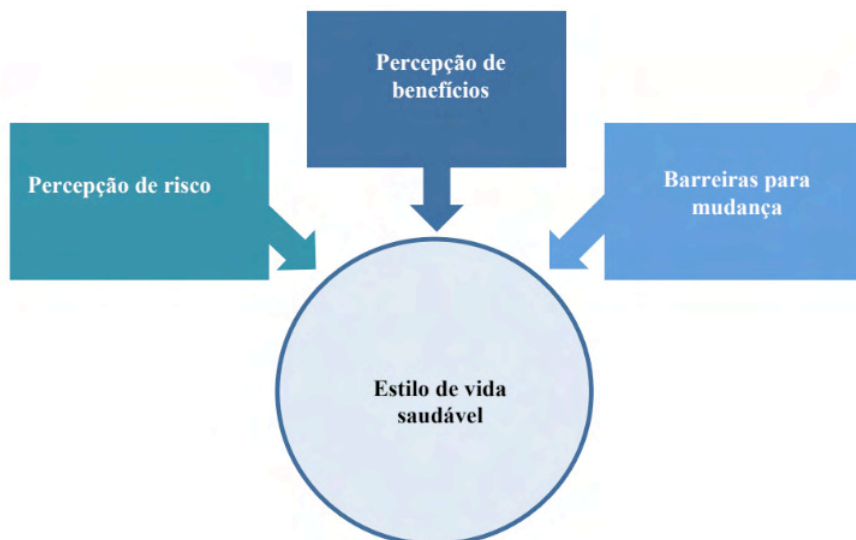 Percepção de
benefícios
Percepção de risco
Barreiras para
mudança
Estilo de vida
saudável